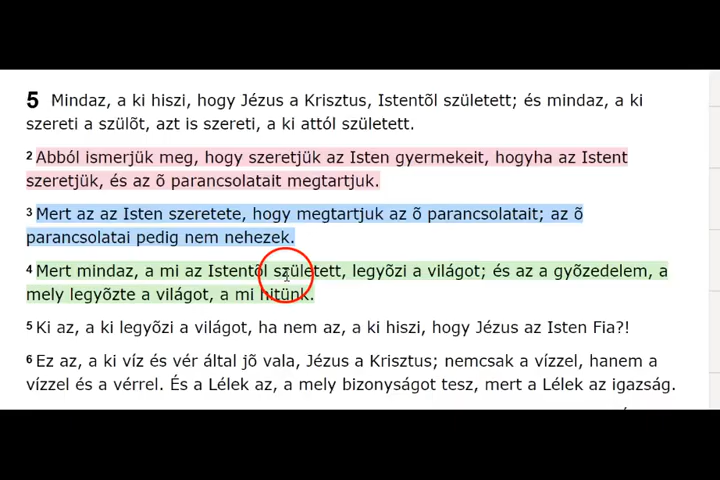 5 Mindaz, a ki hiszi, hogy Jézus a Krisztus, Istentõl született; és mindaz, a ki
szereti a szülõt, azt is szereti, a ki attól született.
2 Abból ismerjük meg, hogy szeretjük az Isten gyermekeit, hogyha az Istent
szeretjük, és az õ parancsolatait megtartjuk.
3 Mert az az Isten szeretete, hogy megtartjuk az õ parancsolatait; az õ
parancsolatai pedig nem nehezek.
4 Mert mindaz, a mi az Istentõl született, legyõzi a világot; és az a gyõzedelem, a
mely legyõzte a világot, a mi hitünk.
5 Ki az, a ki legyõzi a világot, ha nem az, a ki hiszi, hogy Jézus az Isten Fia?!
6 Ez az, a ki víz és vér által jõ vala, Jézus a Krisztus; nemcsak a vízzel, hanem a
vízzel és a vérrel. És a Lélek az, a mely bizonyságot tesz, mert a Lélek az igazság.